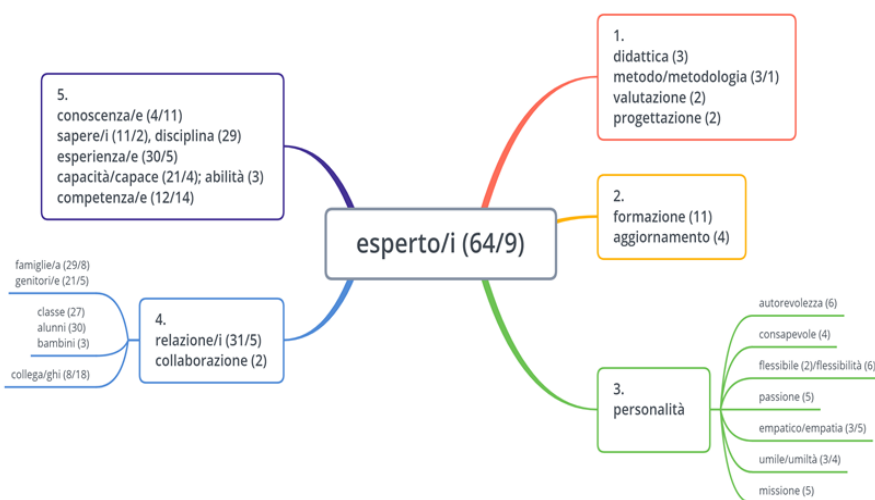 esperto/i (64/9)
1.
didattica (3)
metodo/metodologia (3/1)
valutazione (2)
progettazione (2)
2.
formazione (11)
aggiornamento (4)
3.
personalità
autorevolezza (6)
consapevole (4)
flessibile (2)/flessibilità (6)
passione (5)
empatico/empatia (3/5)
umile/umiltà (3/4)
missione (5)
4.
relazione/i (31/5)
collaborazione (2)
famiglie/a (29/8)
genitori/e (21/5)
classe (27)
alunni (30)
bambini (3)
collega/ghi (8/18)
5.
conoscenza/e (4/11)
sapere/i (11/2), disciplina (29)
esperienza/e (30/5)
capacità/capace (21/4); abilità (3)
competenza/e (12/14)